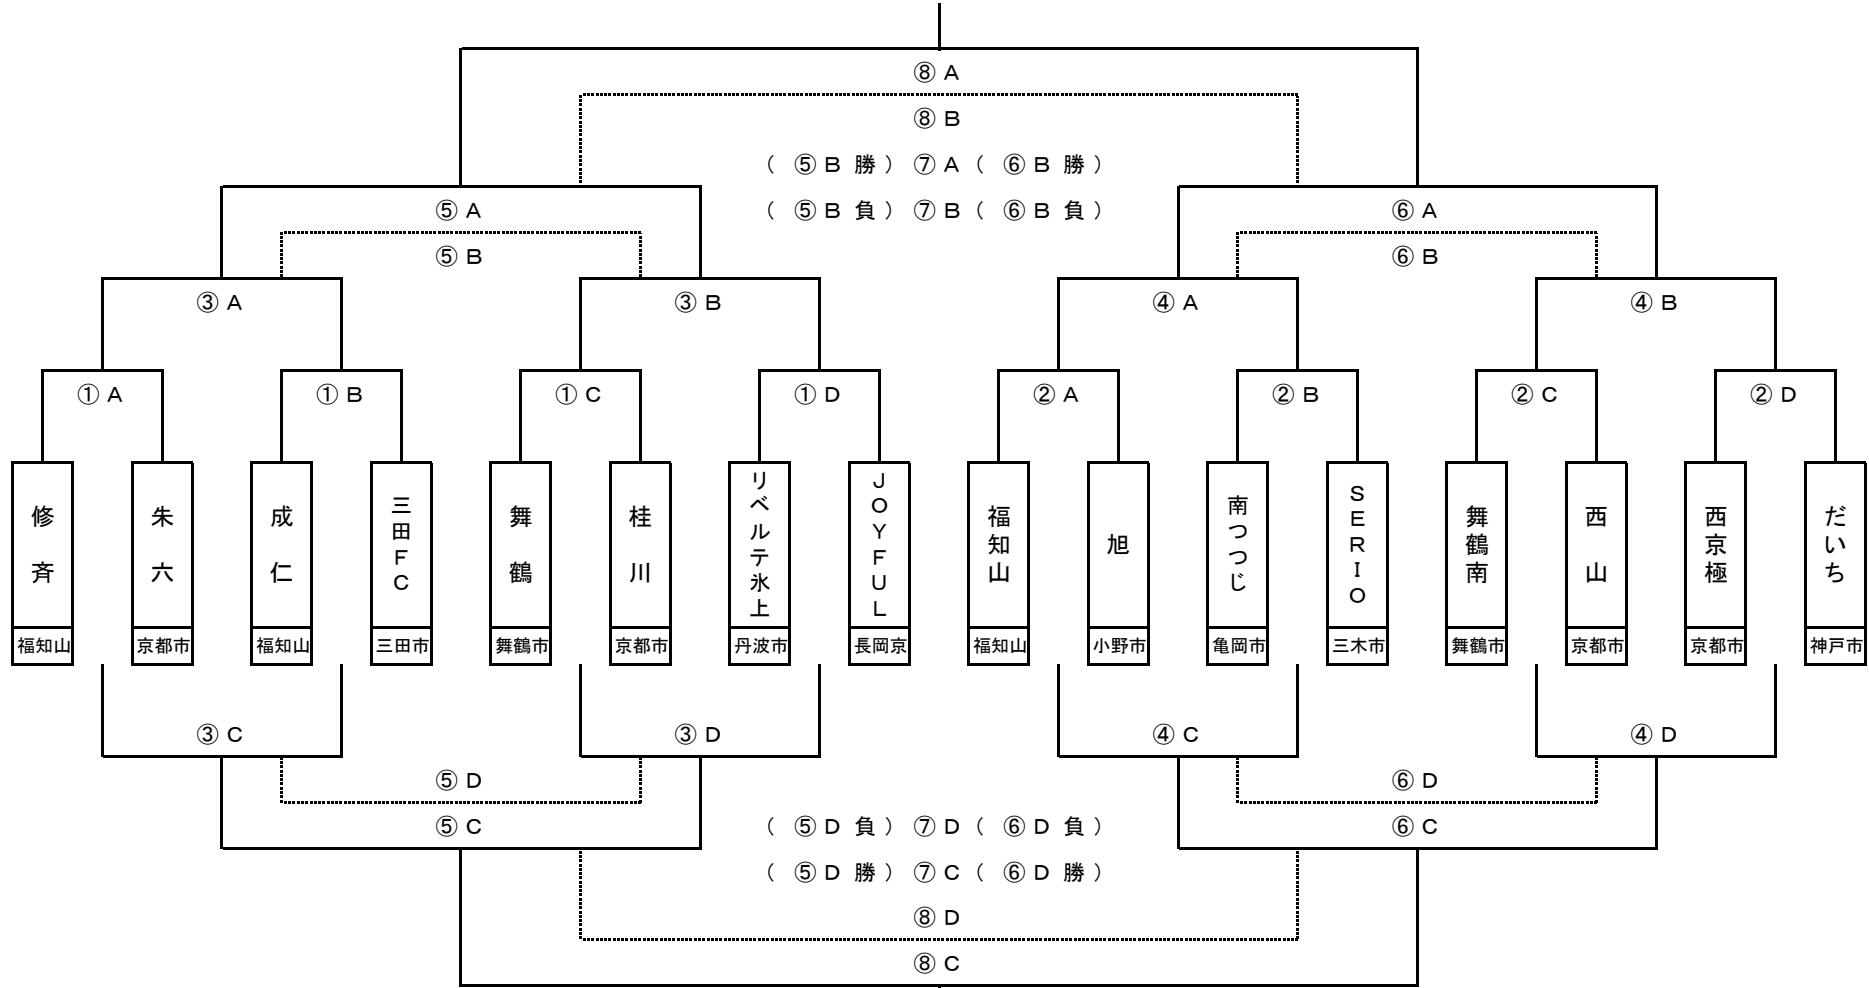 ⑧A
⑧B
(⑤B勝)⑦A(⑥B勝)
⑤A
(⑤B負)⑦B(⑥B負)
⑥A
⑤B
⑥B
③A
③B
④A
④B
①A
①B
①C
①D
②A
②B
②C
②D
修斉
朱六
成仁
三田FC
舞鶴
桂川
リベルテ氷上
JOYFUL
福知山
旭
南つつじ
SERIO
舞鶴南
西山
西京極
だいち
福知山
京都市
福知山
三田市
舞鶴市
京都市
丹波市
長岡京
福知山
小野市
亀岡市
三木市
舞鶴市
京都市
京都市
神戸市
③C
③D
④C
④D
⑤D
⑥D
⑤C
(⑤D負)⑦D(⑥D負)
⑥C
(⑤D勝)⑦C(⑥D勝)
⑧D
⑧C